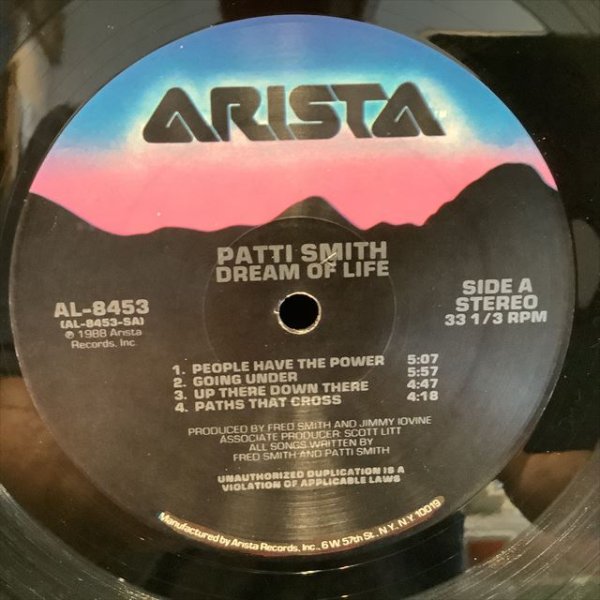 ARISTA
TM
PATTI SMITH
DREAM OF LIFE
AL-8453
(AL-8453-SA)
℗ 1988 Arista
Records, Inc.
SIDE A
STEREO
33 1/3 RPM
1. PEOPLE HAVE THE POWER 5:07
2. GOING UNDER 5:57
3. UP THERE DOWN THERE 4:47
4. PATHS THAT CROSS 4:18
PRODUCED BY FRED SMITH AND JIMMY IOVINE
ASSOCIATE PRODUCER: SCOTT LITT
ALL SONGS WRITTEN BY
FRED SMITH AND PATTI SMITH
UNAUTHORIZED DUPLICATION IS A
VIOLATION OF APPLICABLE LAWS
Manufactured by Arista Records, Inc., 6 W. 57th St., N.Y., N.Y. 10019